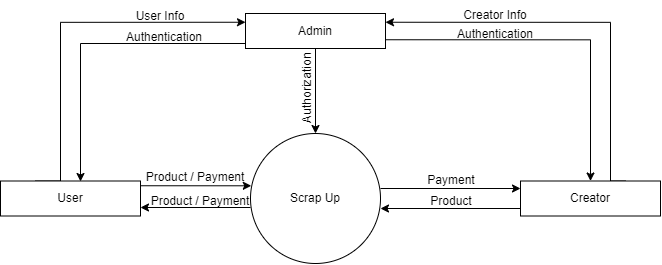 User Info
Admin
Creator Info
Authentication
Authentication
Authorization
Product / Payment
Payment
User
Scrap Up
Creator
Product / Payment
Product